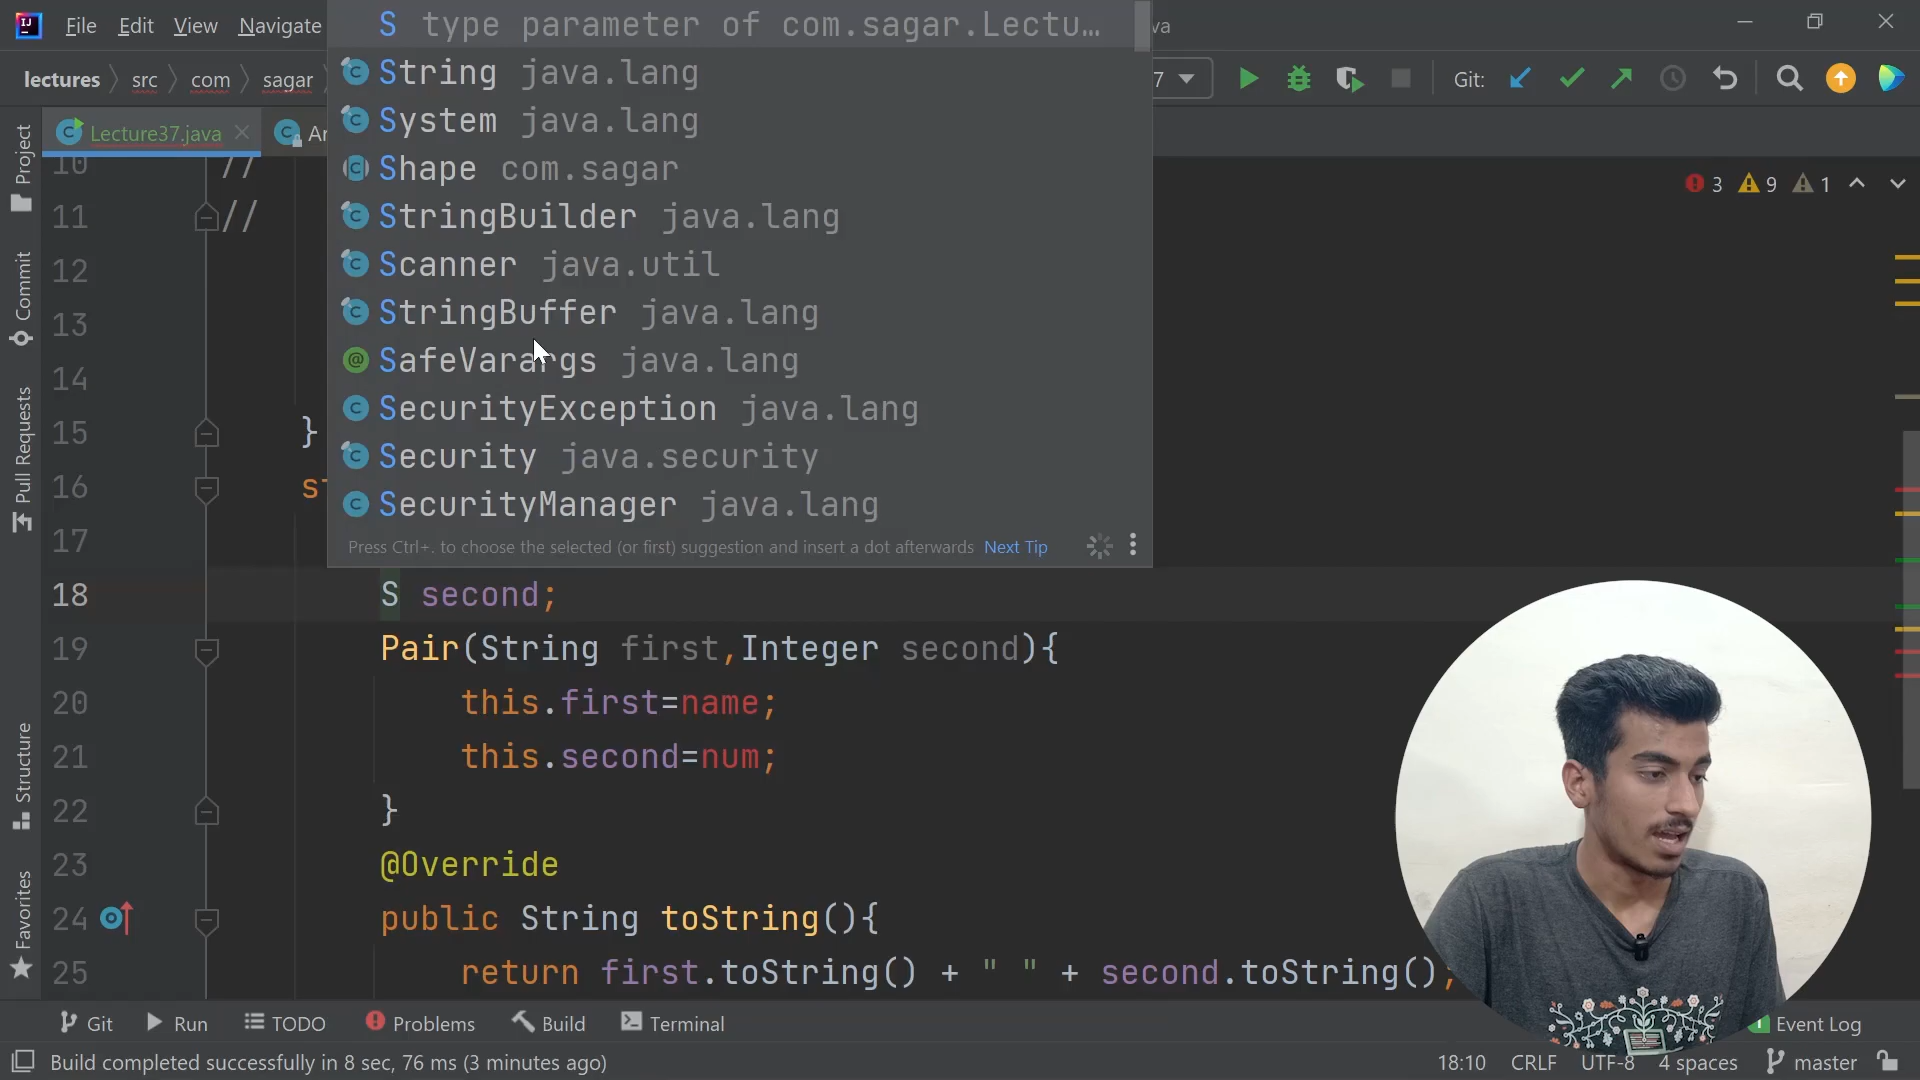 File Edit View Navigate
va
lectures src com sagar
7
Git:
Lecture37.java
Ar
S type parameter of com.sagar.Lectu…
String java.lang
System java.lang
Shape com.sagar
StringBuilder java.lang
Scanner java.util
StringBuffer java.lang
SafeVarargs java.lang
SecurityException java.lang
Security java.security
SecurityManager java.lang
Press Ctrl+. to choose the selected (or first) suggestion and insert a dot afterwards Next Tip
3 9 1
Project
Commit
Pull Requests
Structure
Favorites
10 //
11 //
12
13
14
15 }
16 st
17
18 S second;
19 Pair(String first,Integer second){
20 this.first=name;
21 this.second=num;
22 }
23 @Override
24 public String toString(){
25 return first.toString() + " " + second.toString();
Git Run TODO Problems Build Terminal
Event Log
Build completed successfully in 8 sec, 76 ms (3 minutes ago)
18:10 CRLF UTF-8 4 spaces master